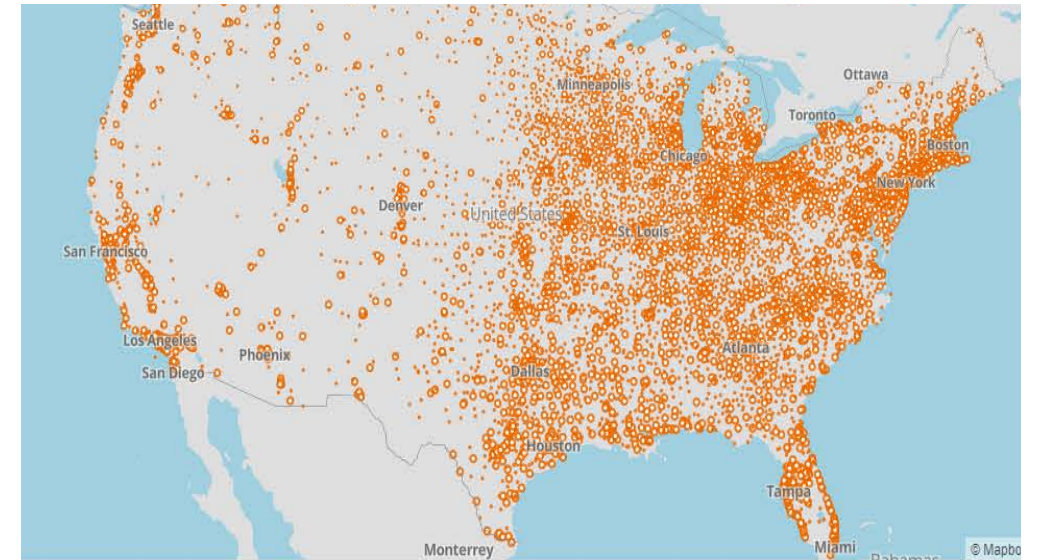 Seattle
Ottawa
Minneapolis
Toronto
Boston
Chicago
New York
Denver
United States
St. Louis
San Francisco
Los Angeles
Atlanta
Phoenix
Dallas
San Diego
Houston
Tampa
Miami
Monterrey
© Mapbo
Bahamas